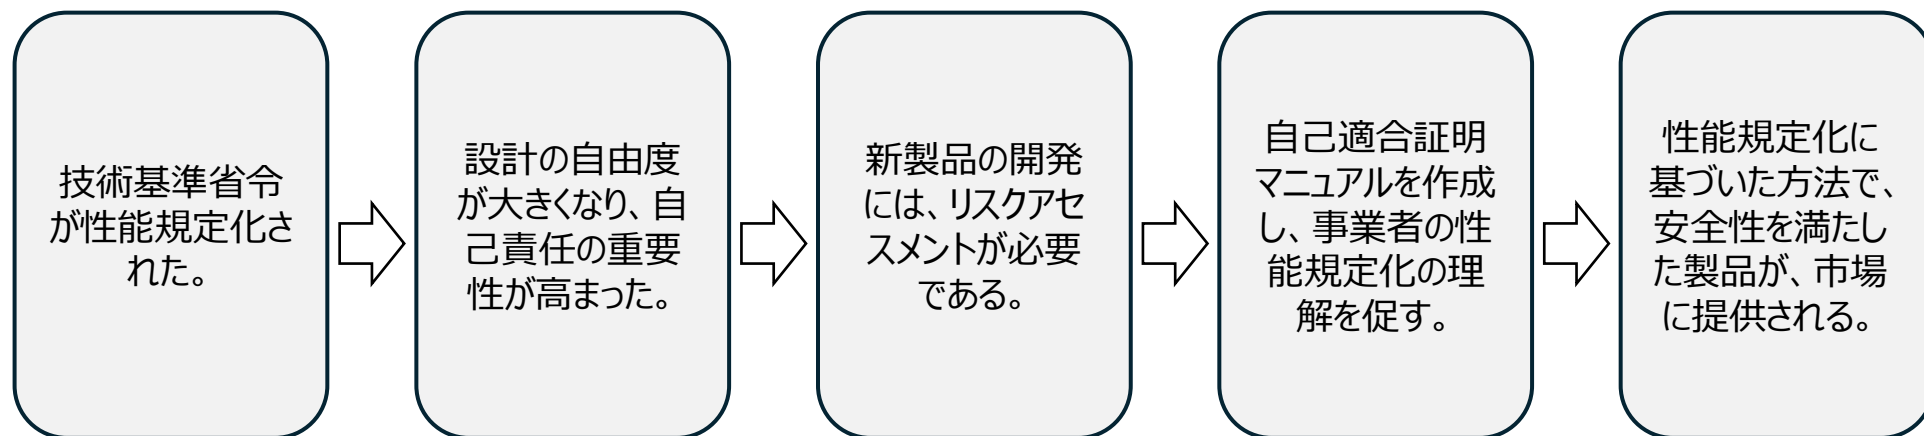 技術基準省令
が性能規定化さ
れた。
設計の自由度
が大きくなり、自
己責任の重要
性が高まった。
新製品の開発
には、リスクアセ
スメントが必要
である。
自己適合証明
マニュアルを作成
し、事業者の性
能規定化の理
解を促す。
性能規定化に
基づいた方法で、
安全性を満たし
た製品が、市場
に提供される。